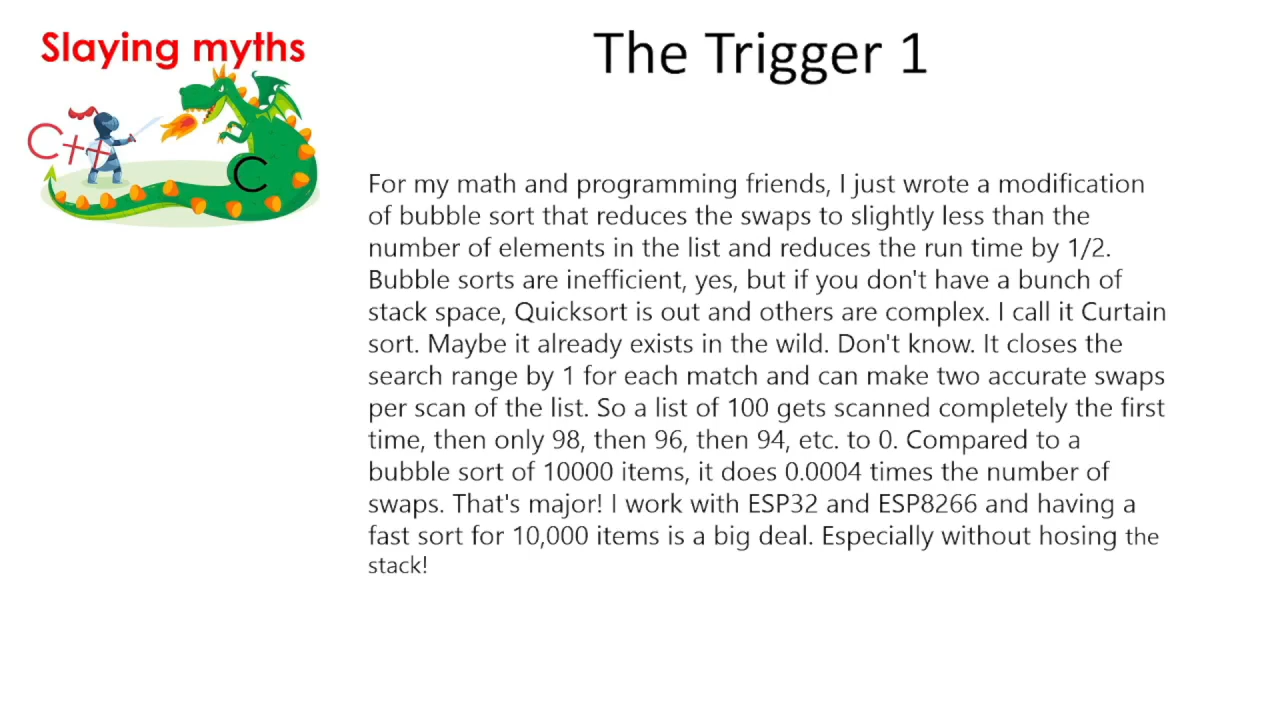 Slaying myths
The Trigger 1
C++
C
For my math and programming friends, I just wrote a modification
of bubble sort that reduces the swaps to slightly less than the
number of elements in the list and reduces the run time by 1/2.
Bubble sorts are inefficient, yes, but if you don't have a bunch of
stack space, Quicksort is out and others are complex. I call it Curtain
sort. Maybe it already exists in the wild. Don't know. It closes the
search range by 1 for each match and can make two accurate swaps
per scan of the list. So a list of 100 gets scanned completely the first
time, then only 98, then 96, then 94, etc. to 0. Compared to a
bubble sort of 10000 items, it does 0.0004 times the number of
swaps. That's major! I work with ESP32 and ESP8266 and having a
fast sort for 10,000 items is a big deal. Especially without hosing the
stack!